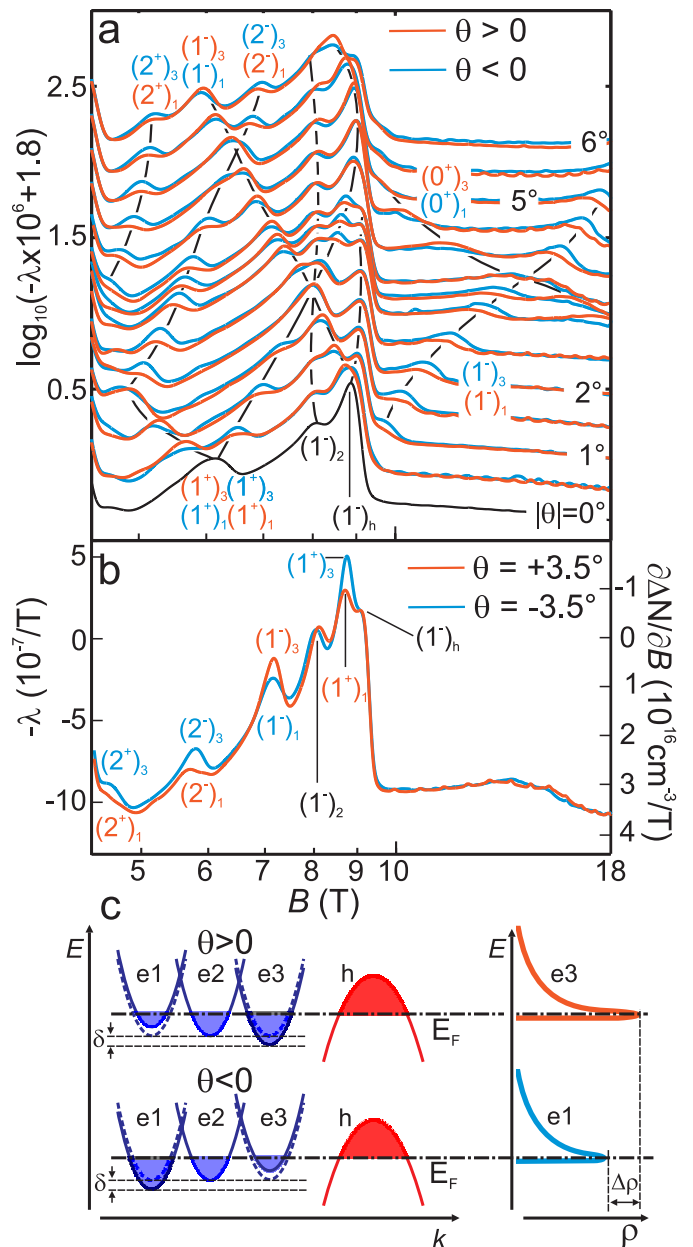 a
θ > 0
θ < 0
(2⁺)₃
(2⁺)₁
(1⁻)₃
(1⁻)₁
(2⁻)₃
(2⁻)₁
2.5
1.5
0.5
log₁₀(-λx10⁶+1.8)
6°
(0⁺)₃
(0⁺)₁
5°
(1⁻)₃
(1⁻)₁
2°
1°
|θ|=0°
(1⁻)₂
(1⁻)ₕ
(1⁺)₃ (1⁺)₃
(1⁺)₁ (1⁺)₁
b
5
0
-5
-10
-λ (10⁻⁷/T)
(1⁺)₃
θ = +3.5°
θ = -3.5°
(1⁻)₃
(1⁻)ₕ
(2⁻)₃
(1⁻)₁
(1⁺)₁
(2⁺)₃
(2⁺)₁
(2⁻)₁
(1⁻)₂
-1
0
1
2
3
4
∂ΔN/∂B (10¹⁶cm⁻³/T)
5 6 7 8 9 10 18
B (T)
c
E
θ>0
e1 e2 e3 h
δ
E_F
θ<0
e1 e2 e3 h
δ
E_F
k
E
e3
e1
Δρ
ρ